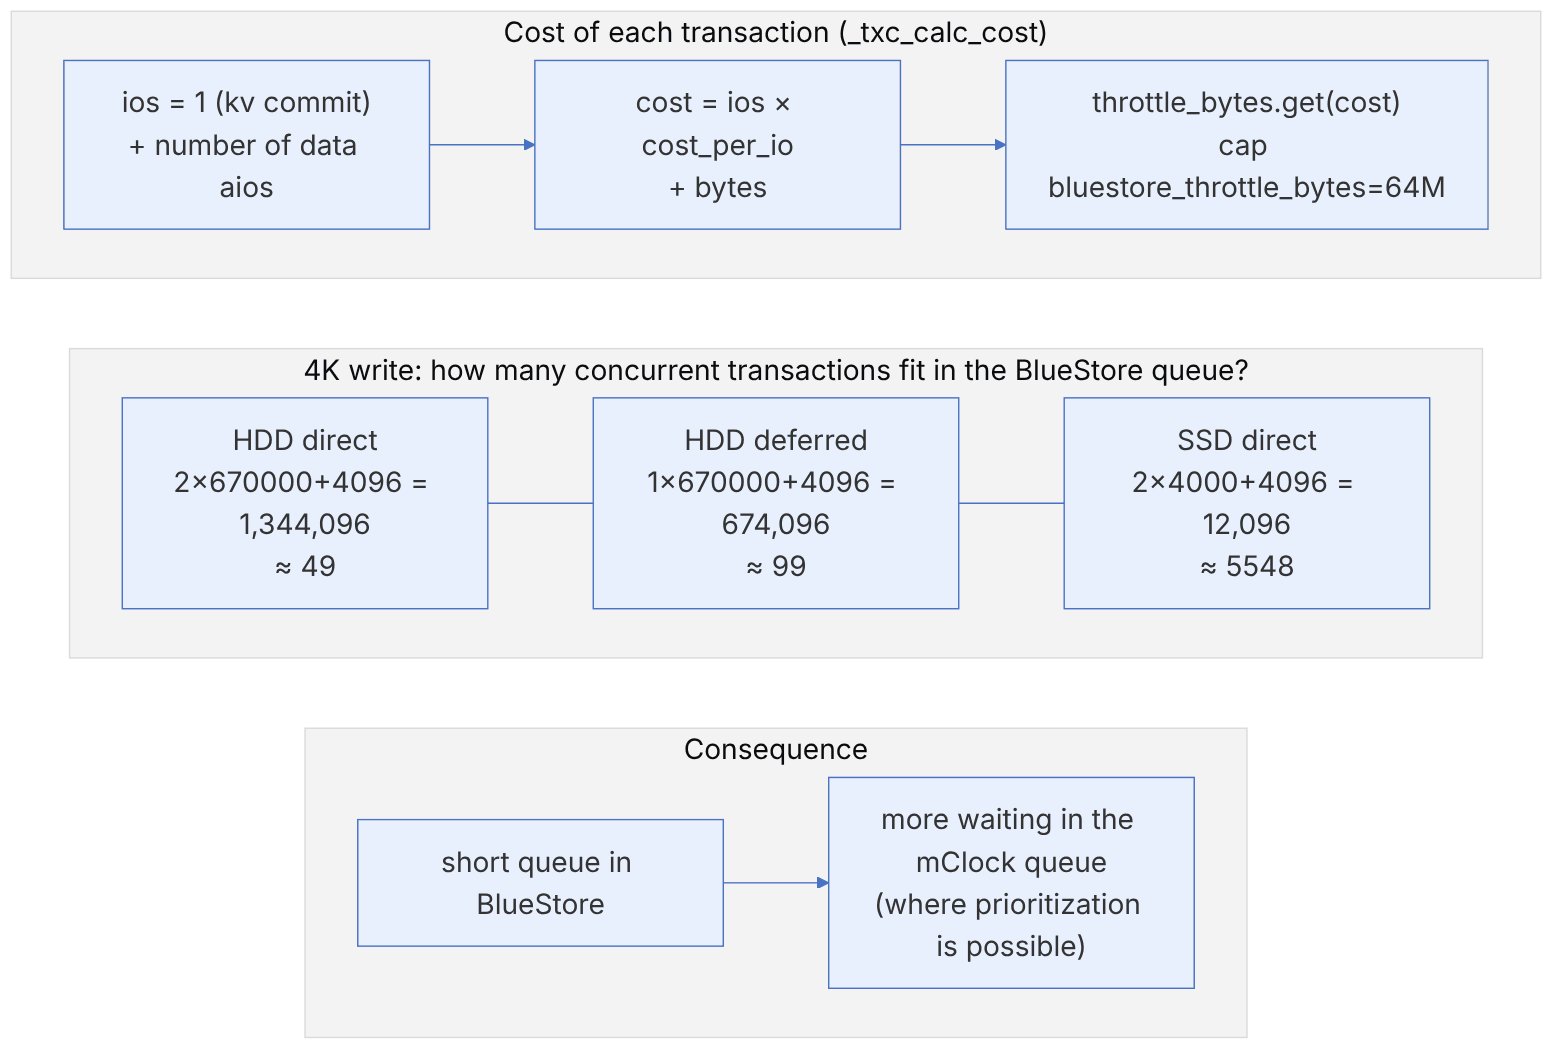 Cost of each transaction (_txc_calc_cost)
ios = 1 (kv commit)
+ number of data
aios
cost = ios ×
cost_per_io
+ bytes
throttle_bytes.get(cost)
cap
bluestore_throttle_bytes=64M
4K write: how many concurrent transactions fit in the BlueStore queue?
HDD direct
2×670000+4096 =
1,344,096
≈ 49
HDD deferred
1×670000+4096 =
674,096
≈ 99
SSD direct
2×4000+4096 =
12,096
≈ 5548
Consequence
short queue in
BlueStore
more waiting in the
mClock queue
(where prioritization
is possible)